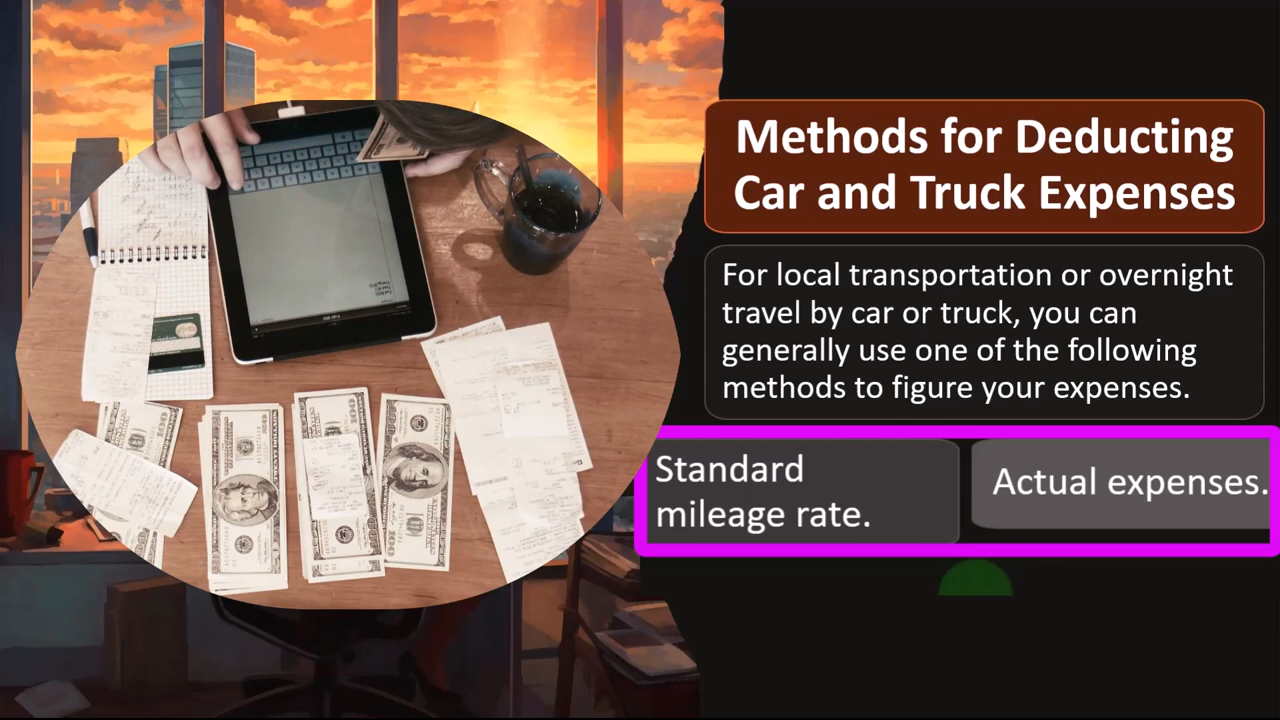 Methods for Deducting
Car and Truck Expenses
For local transportation or overnight
travel by car or truck, you can
generally use one of the following
methods to figure your expenses.
Standard
mileage rate.
Actual expenses.